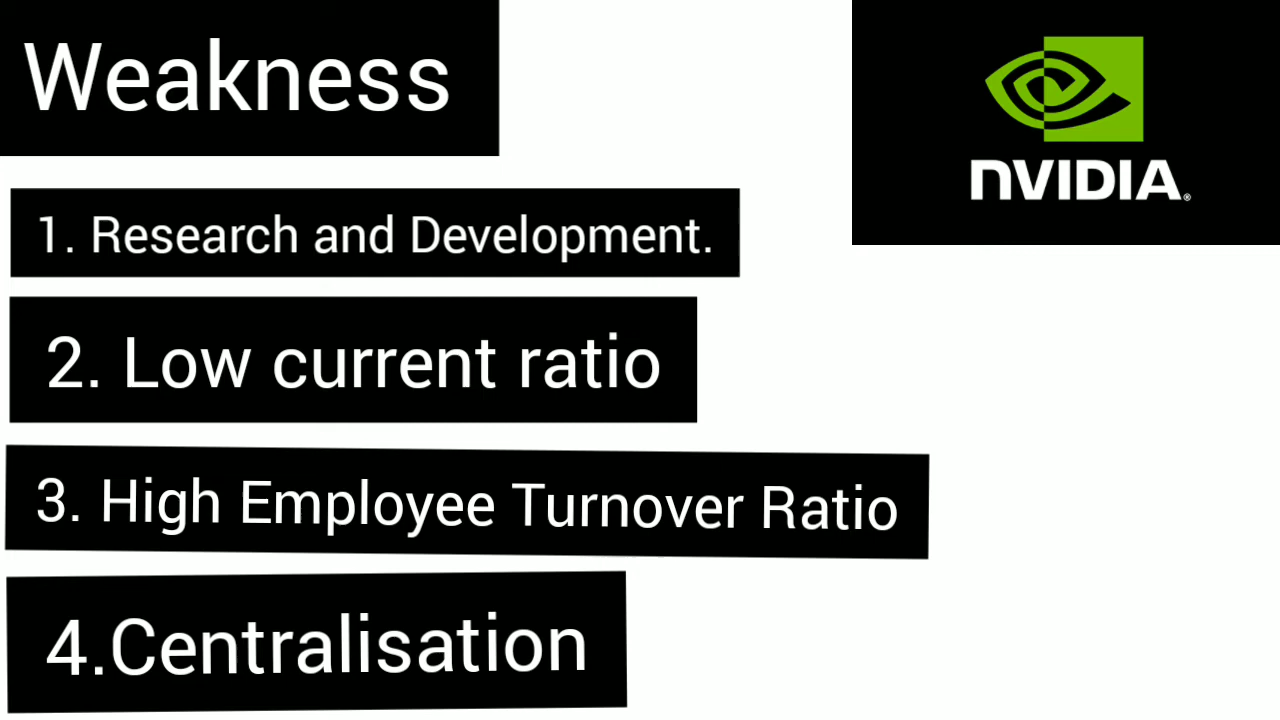 Weakness
NVIDIA®
1. Research and Development.
2. Low current ratio
3. High Employee Turnover Ratio
4.Centralisation